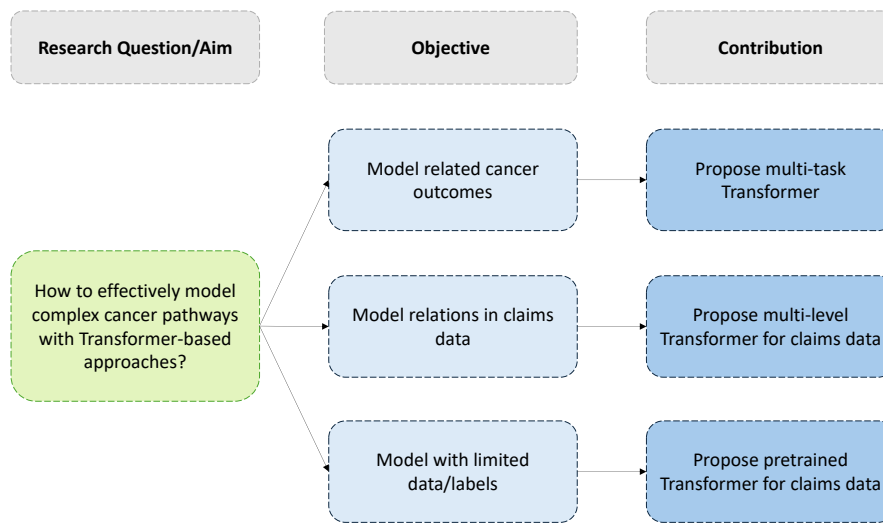 Research Question/Aim
Objective
Contribution
Model related cancer
outcomes
Propose multi-task
Transformer
How to effectively model
complex cancer pathways
with Transformer-based
approaches?
Model relations in claims
data
Propose multi-level
Transformer for claims data
Model with limited
data/labels
Propose pretrained
Transformer for claims data